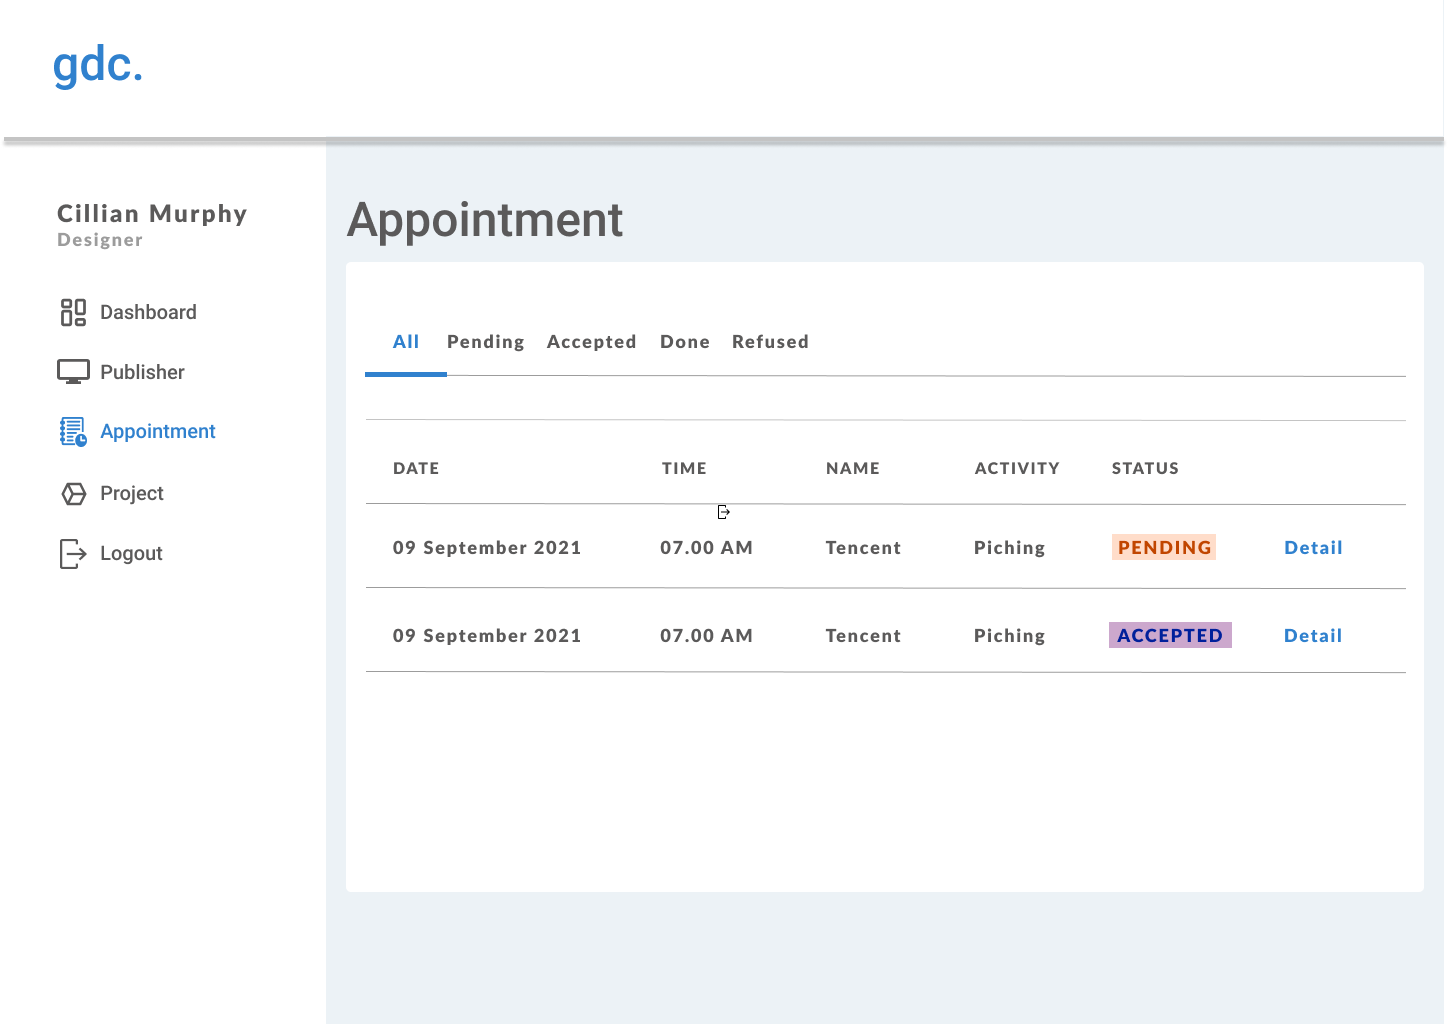 gdc.
Cillian Murphy
Designer
Dashboard
Publisher
Appointment
Project
Logout
Appointment
All Pending Accepted Done Refused
DATE TIME NAME ACTIVITY STATUS
09 September 2021 07.00 AM Tencent Piching PENDING Detail
09 September 2021 07.00 AM Tencent Piching ACCEPTED Detail